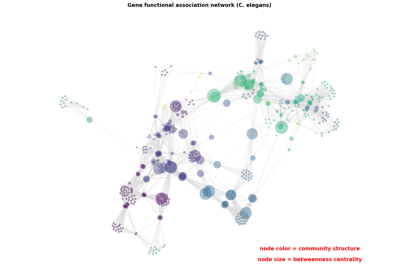 Gene functional association network (C. elegans)
node color = community structure
node size = betweenness centrality